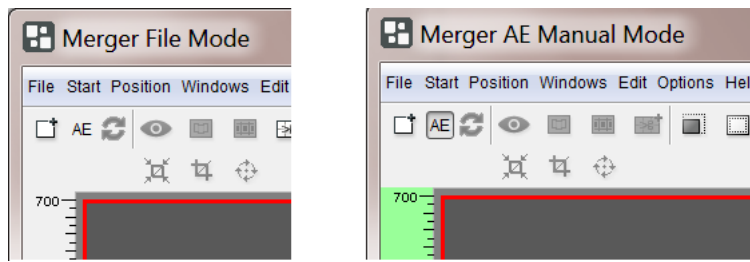 Merger File Mode
File Start Position Windows Edit
AE
700
Merger AE Manual Mode
File Start Position Windows Edit Options Hel
AE
700